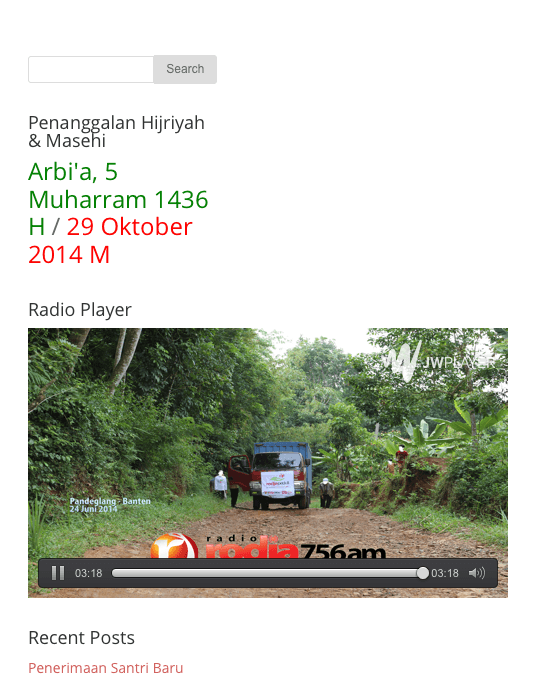 Search
Penanggalan Hijriyah
& Masehi
Arbi'a, 5
Muharram 1436
H / 29 Oktober
2014 M
Radio Player
JWPLAYER
Pandeglang - Banten
24 Juni 2014
radio
rodja 756am
03:18
03:18
Recent Posts
Penerimaan Santri Baru